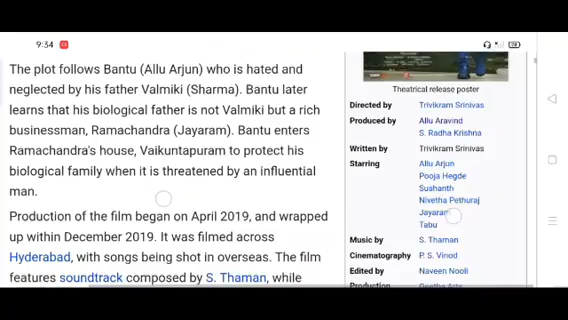 9:34
74
The plot follows Bantu (Allu Arjun) who is hated and
neglected by his father Valmiki (Sharma). Bantu later
learns that his biological father is not Valmiki but a rich
businessman, Ramachandra (Jayaram). Bantu enters
Ramachandra's house, Vaikuntapuram to protect his
biological family when it is threatened by an influential
man.
Production of the film began on April 2019, and wrapped
up within December 2019. It was filmed across
Hyderabad, with songs being shot in overseas. The film
features soundtrack composed by S. Thaman, while
Theatrical release poster
Directed by Trivikram Srinivas
Produced by Allu Aravind
S. Radha Krishna
Written by Trivikram Srinivas
Starring Allu Arjun
Pooja Hegde
Sushanth
Nivetha Pethuraj
Jayaram
Tabu
Music by S. Thaman
Cinematography P. S. Vinod
Edited by Naveen Nooli
Production Geetha Arts